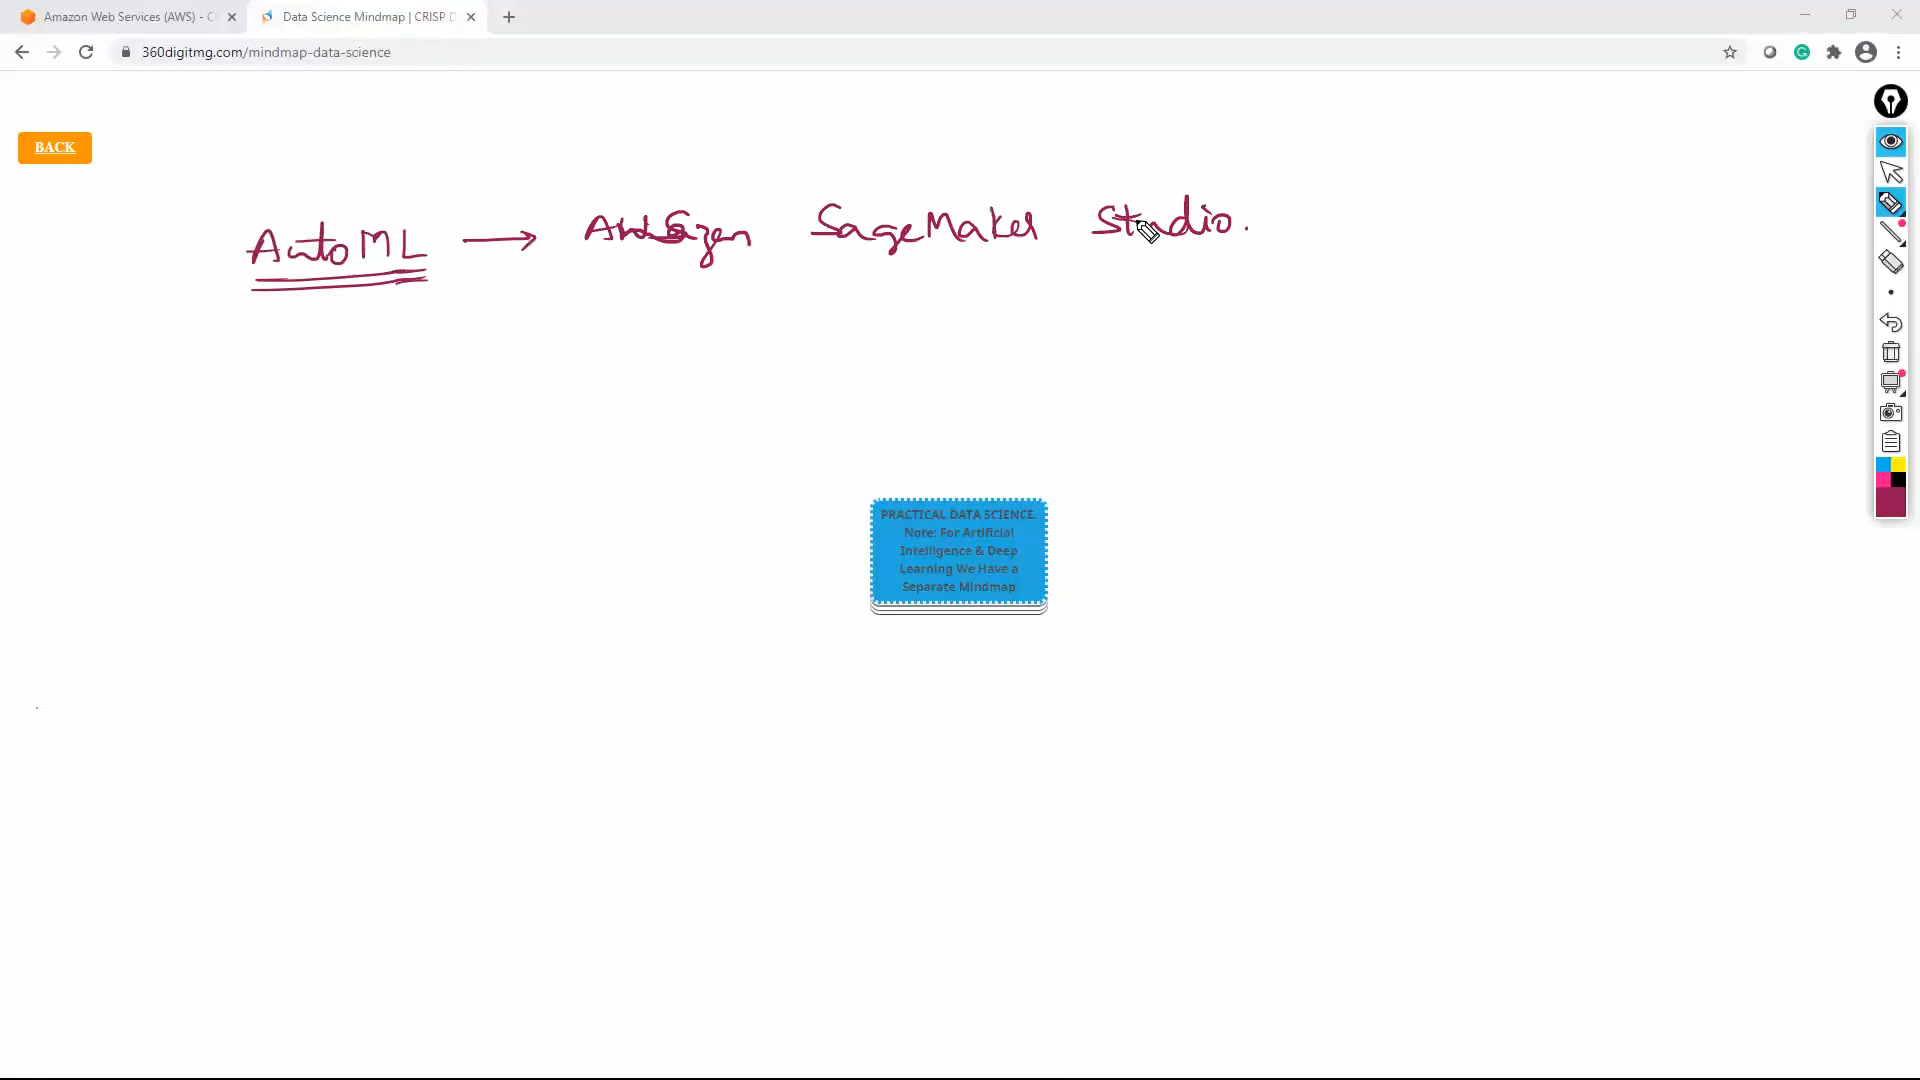 Amazon Web Services (AWS) - C
Data Science Mindmap | CRISP D
360digitmg.com/mindmap-data-science
BACK
AutoML → SageMaker Studio.
PRACTICAL DATA SCIENCE.
Note: For Artificial
Intelligence & Deep
Learning We Have a
Separate Mindmap